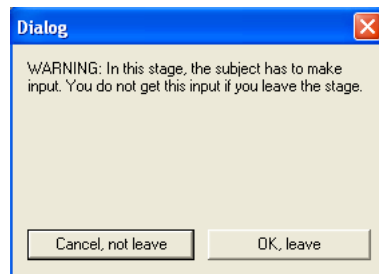 Dialog
WARNING: In this stage, the subject has to make
input. You do not get this input if you leave the stage.
Cancel, not leave
OK, leave